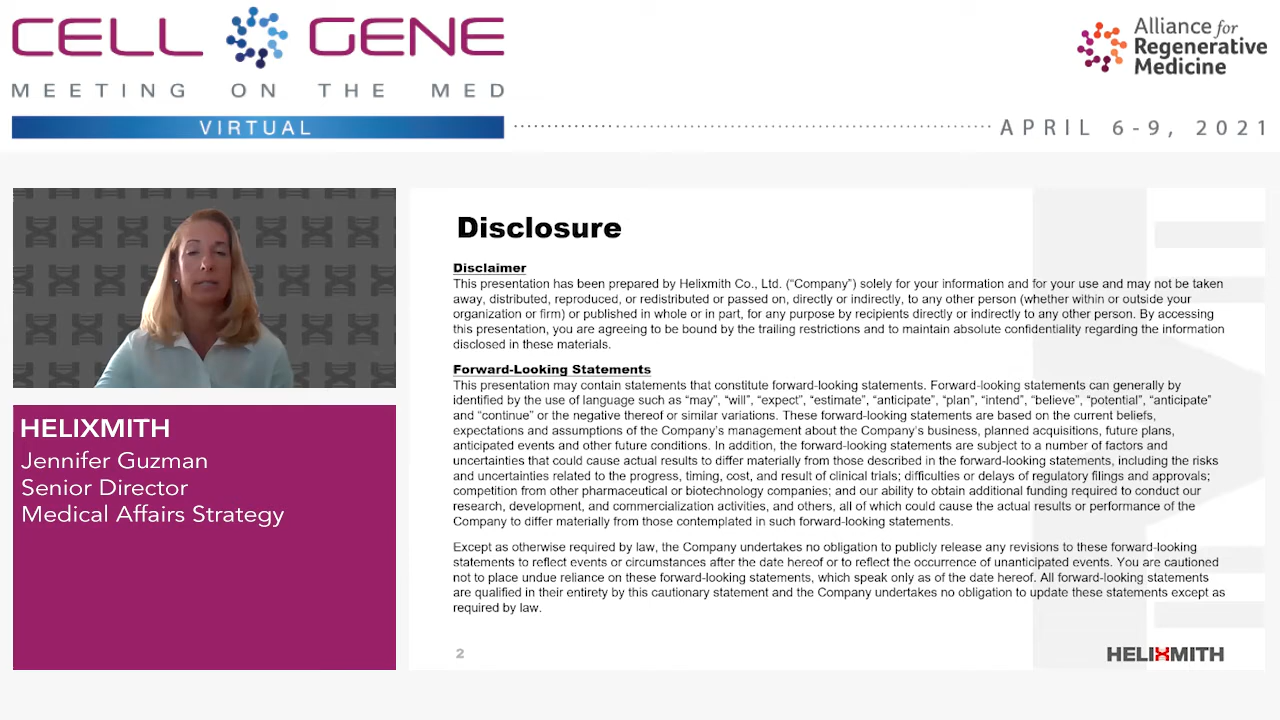 CELL GENE
MEETING ON THE MED
VIRTUAL
Alliance for
Regenerative
Medicine
APRIL 6-9, 2021
HELIXMITH
Jennifer Guzman
Senior Director
Medical Affairs Strategy
Disclosure
Disclaimer
This presentation has been prepared by Helixmith Co., Ltd. (“Company”) solely for your information and for your use and may not be taken
away, distributed, reproduced, or redistributed or passed on, directly or indirectly, to any other person (whether within or outside your
organization or firm) or published in whole or in part, for any purpose by recipients directly or indirectly to any other person. By accessing
this presentation, you are agreeing to be bound by the trailing restrictions and to maintain absolute confidentiality regarding the information
disclosed in these materials.
Forward-Looking Statements
This presentation may contain statements that constitute forward-looking statements. Forward-looking statements can generally by
identified by the use of language such as “may”, “will”, “expect”, “estimate”, “anticipate”, “plan”, “intend”, “believe”, “potential”, “anticipate”
and “continue” or the negative thereof or similar variations. These forward-looking statements are based on the current beliefs,
expectations and assumptions of the Company’s management about the Company’s business, planned acquisitions, future plans,
anticipated events and other future conditions. In addition, the forward-looking statements are subject to a number of factors and
uncertainties that could cause actual results to differ materially from those described in the forward-looking statements, including the risks
and uncertainties related to the progress, timing, cost, and result of clinical trials; difficulties or delays of regulatory filings and approvals;
competition from other pharmaceutical or biotechnology companies; and our ability to obtain additional funding required to conduct our
research, development, and commercialization activities, and others, all of which could cause the actual results or performance of the
Company to differ materially from those contemplated in such forward-looking statements.
Except as otherwise required by law, the Company undertakes no obligation to publicly release any revisions to these forward-looking
statements to reflect events or circumstances after the date hereof or to reflect the occurrence of unanticipated events. You are cautioned
not to place undue reliance on these forward-looking statements, which speak only as of the date hereof. All forward-looking statements
are qualified in their entirety by this cautionary statement and the Company undertakes no obligation to update these statements except as
required by law.
2
HELIXMITH